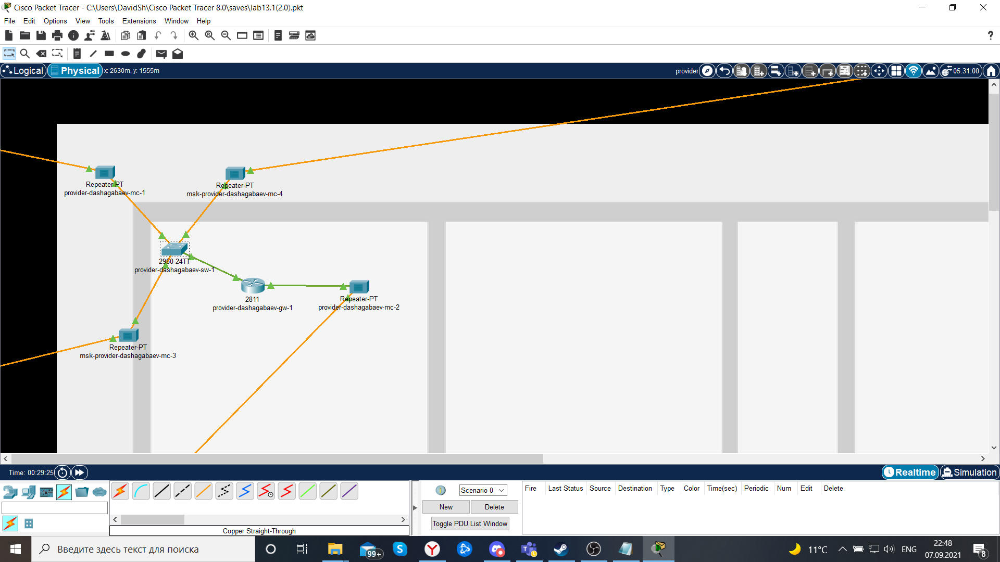 Cisco Packet Tracer - C:\Users\DavidSh\Cisco Packet Tracer 8.0\saves\lab13.1(2.0).pkt
File Edit Options View Tools Extensions Window Help
?
Logical Physical x: 2630m, y: 1555m provider 05:31:00
Repeater-PT
provider-dashagabaev-mc-1
Repeater-PT
msk-provider-dashagabaev-mc-4
2960-24TT
provider-dashagabaev-sw-1
2811
provider-dashagabaev-gw-1
Repeater-PT
provider-dashagabaev-mc-2
Repeater-PT
msk-provider-dashagabaev-mc-3
Time: 00:29:25 Realtime Simulation
Scenario 0
New Delete
Toggle PDU List Window
Fire Last Status Source Destination Type Color Time(sec) Periodic Num Edit Delete
Copper Straight-Through
Введите здесь текст для поиска
99+
11°C ENG
22:48
07.09.2021
8